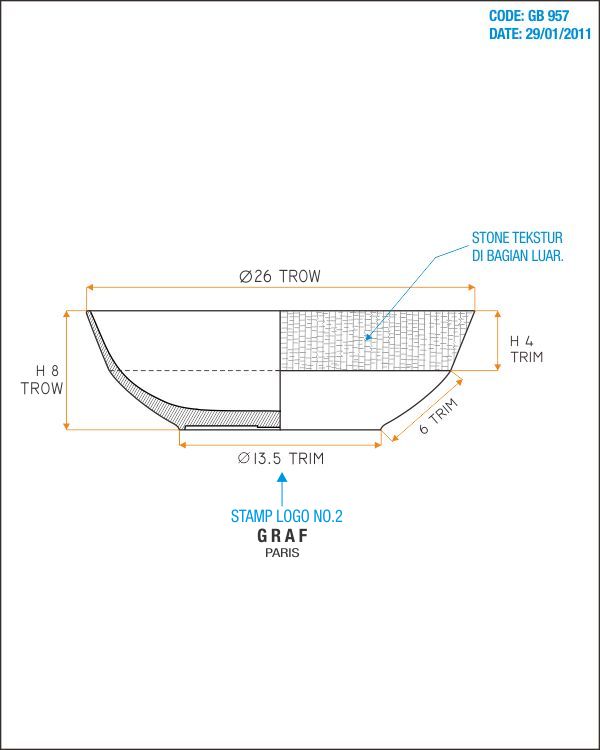 CODE: GB 957
DATE: 29/01/2011
STONE TEKSTUR
DI BAGIAN LUAR.
Ø26 TROW
H 4
TRIM
H 8
TROW
6 TRIM
Ø13.5 TRIM
STAMP LOGO NO.2
GRAF
PARIS